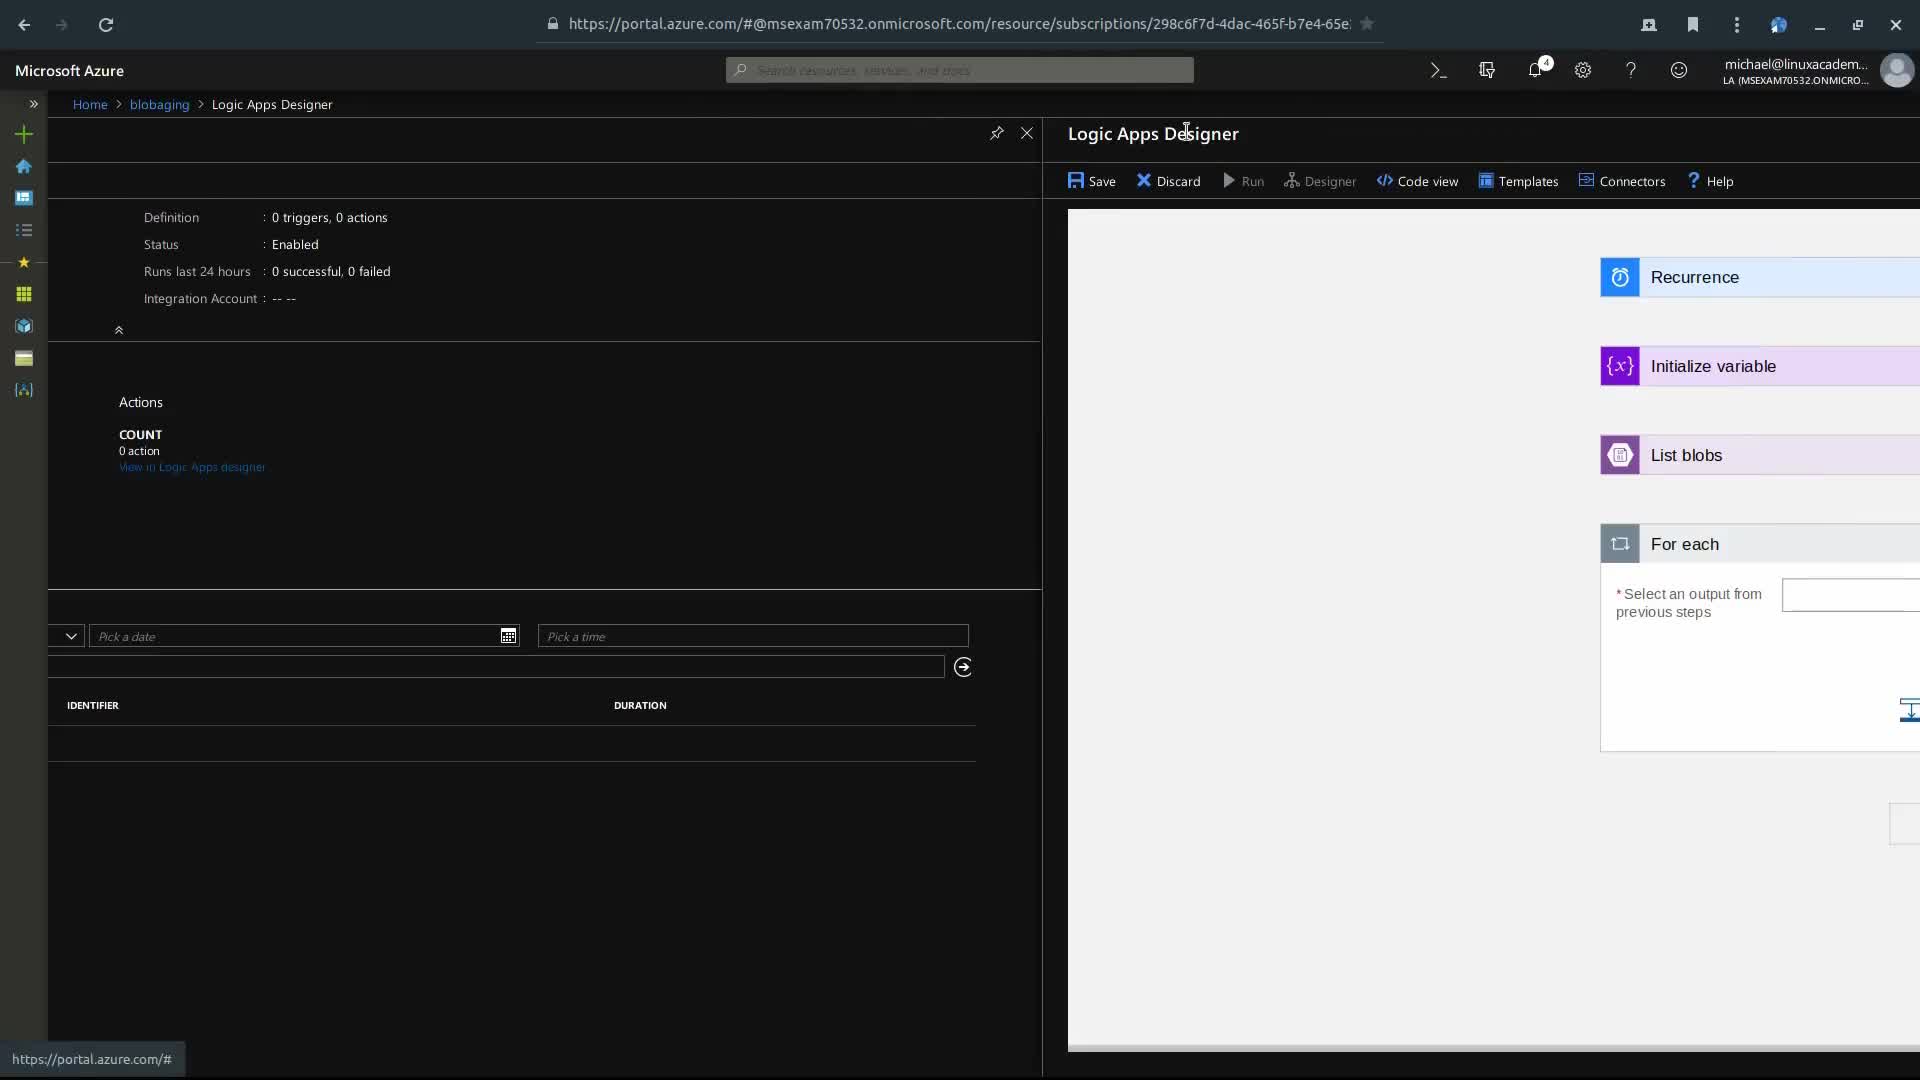 https://portal.azure.com/#@msexam70532.onmicrosoft.com/resource/subscriptions/298c6f7d-4dac-465f-b7e4-65e
Microsoft Azure
Search resources, services, and docs
4
michael@linuxacadem...
LA (MSEXAM70532.ONMICRO...
Home > blobaging > Logic Apps Designer
Logic Apps Designer
Save Discard Run Designer Code view Templates Connectors Help
Definition : 0 triggers, 0 actions
Status : Enabled
Runs last 24 hours : 0 successful, 0 failed
Integration Account : -- --
Actions
COUNT
0 action
View in Logic Apps designer
Pick a date
Pick a time
IDENTIFIER DURATION
Recurrence
{x} Initialize variable
List blobs
For each
* Select an output from
previous steps
https://portal.azure.com/#